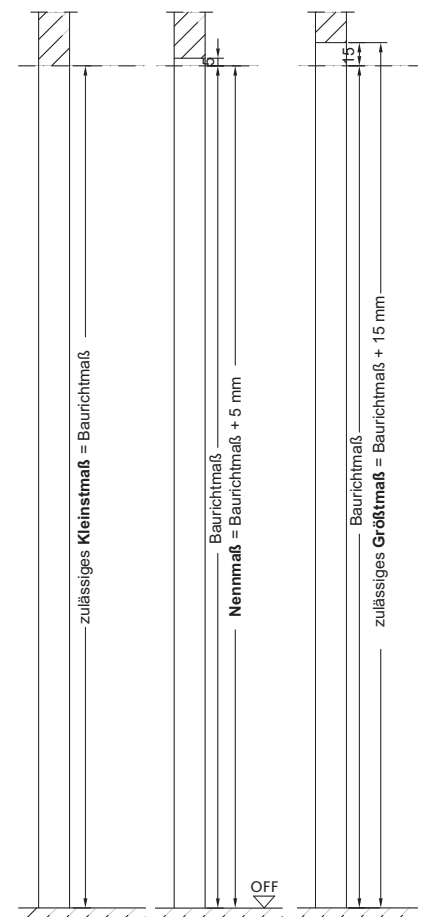 5
15
zulässiges Kleinstmaß = Baurichtmaß
Baurichtmaß
Nennmaß = Baurichtmaß + 5 mm
Baurichtmaß
zulässiges Größtmaß = Baurichtmaß + 15 mm
OFF